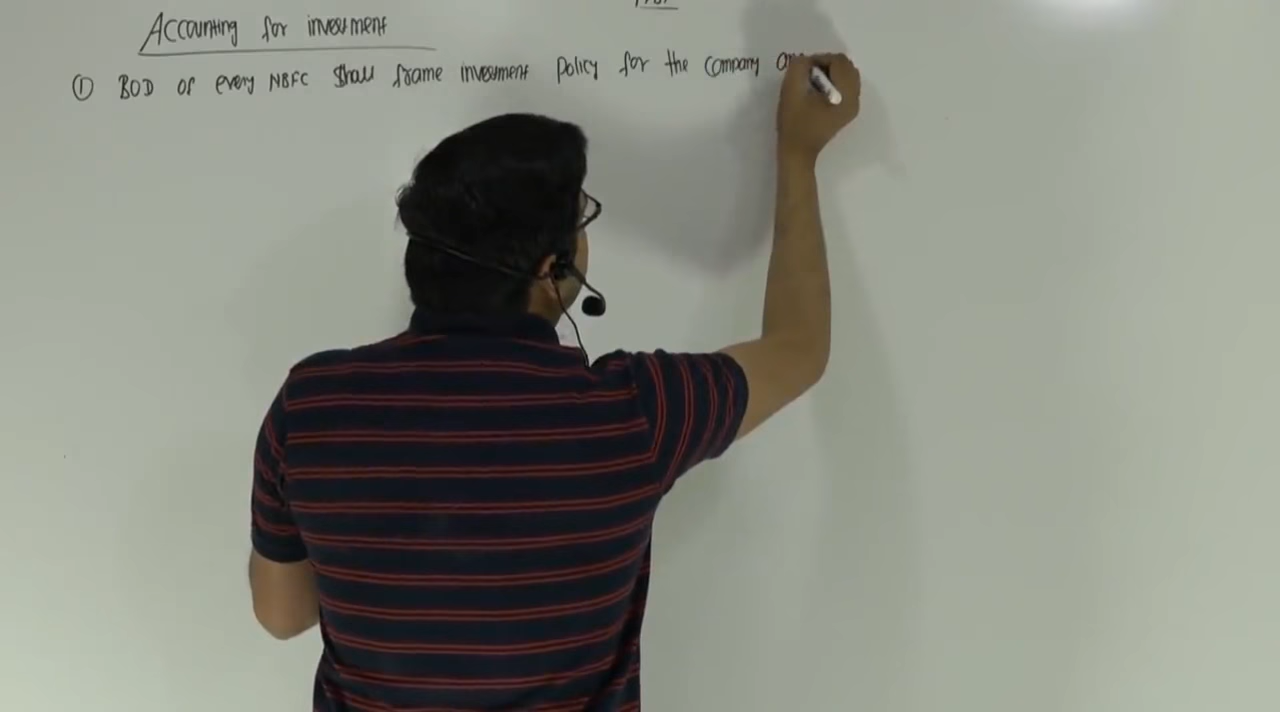 Accounting for investment
① BOD of every NBFC shall frame investment policy for the company